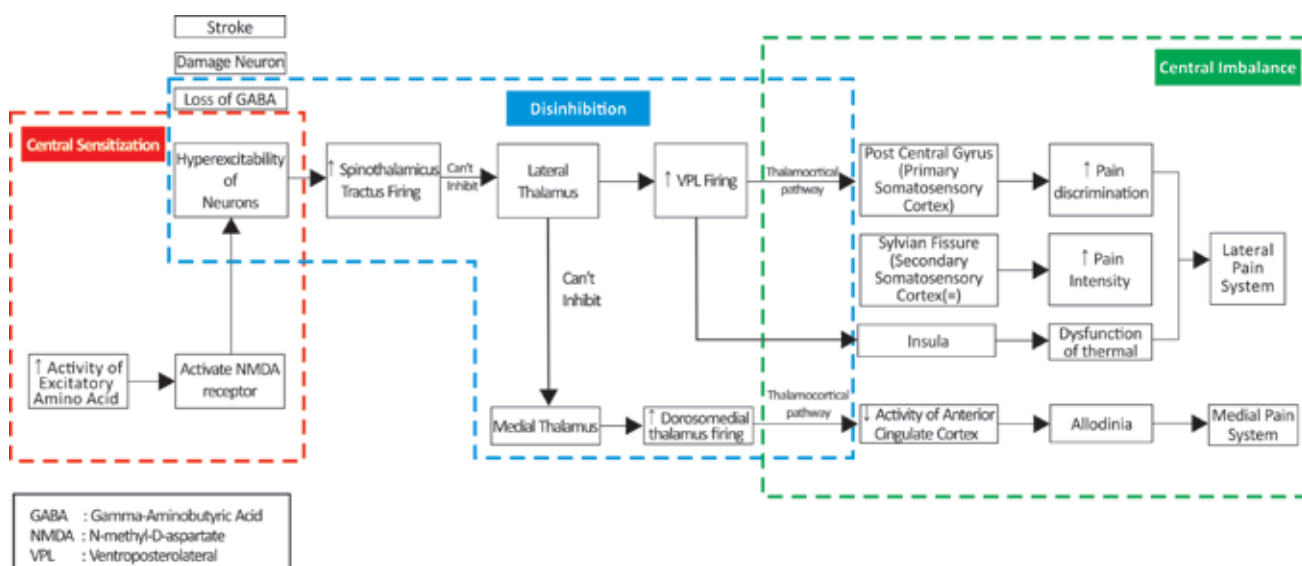 Stroke
Damage Neuron
Loss of GABA
Central Sensitization
Disinhibition
Central Imbalance
Hyperexcitability
of
Neurons
↑ Spinothalamicus
Tractus Firing
Can't
Inhibit
Lateral
Thalamus
↑ VPL Firing
Thalamocrtical
pathway
Post Central Gyrus
(Primary
Somatosensory
Cortex)
↑ Pain
discrimination
Sylvian Fissure
(Secondary
Somatosensory
Cortex(=)
↑ Pain
Intensity
Lateral
Pain
System
Can't
Inhibit
Insula
Dysfunction
of thermal
↑ Activity of
Excitatory
Amino Acid
Activate NMDA
receptor
Medial Thalamus
↑ Dorosomedial
thalamus firing
Thalamocortical
pathway
↓ Activity of Anterior
Cingulate Cortex
Allodinia
Medial Pain
System
GABA : Gamma-Aminobutyric Acid
NMDA : N-methyl-D-aspartate
VPL : Ventroposterolateral